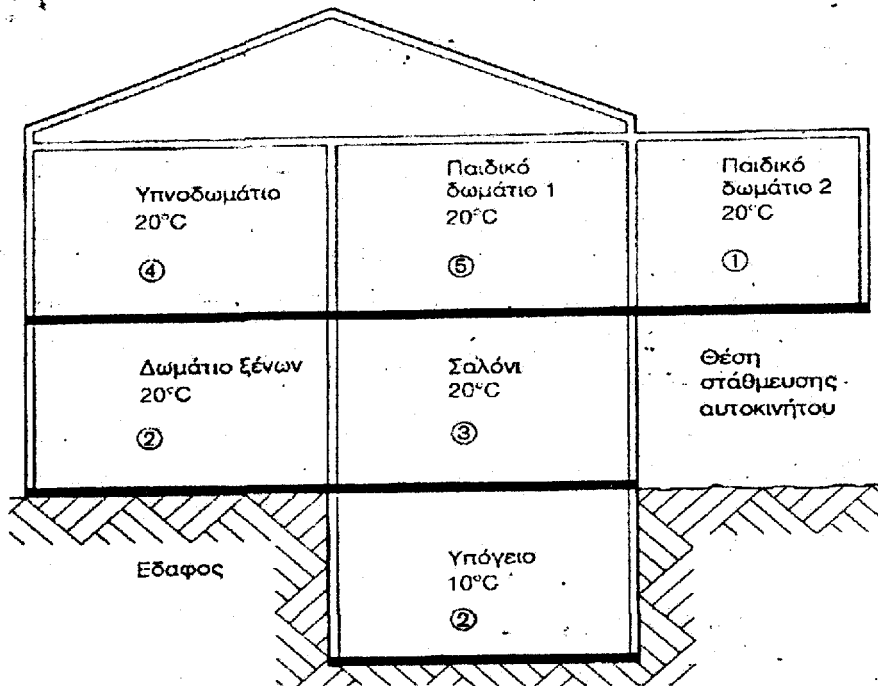 Υπνοδωμάτιο
20°C
④
Παιδικό
δωμάτιο 1
20°C
⑤
Παιδικό
δωμάτιο 2
20°C
①
Δωμάτιο ξένων
20°C
②
Σαλόνι
20°C
③
Θέση
στάθμευσης
αυτοκινήτου
Εδαφος
Υπόγειο
10°C
②